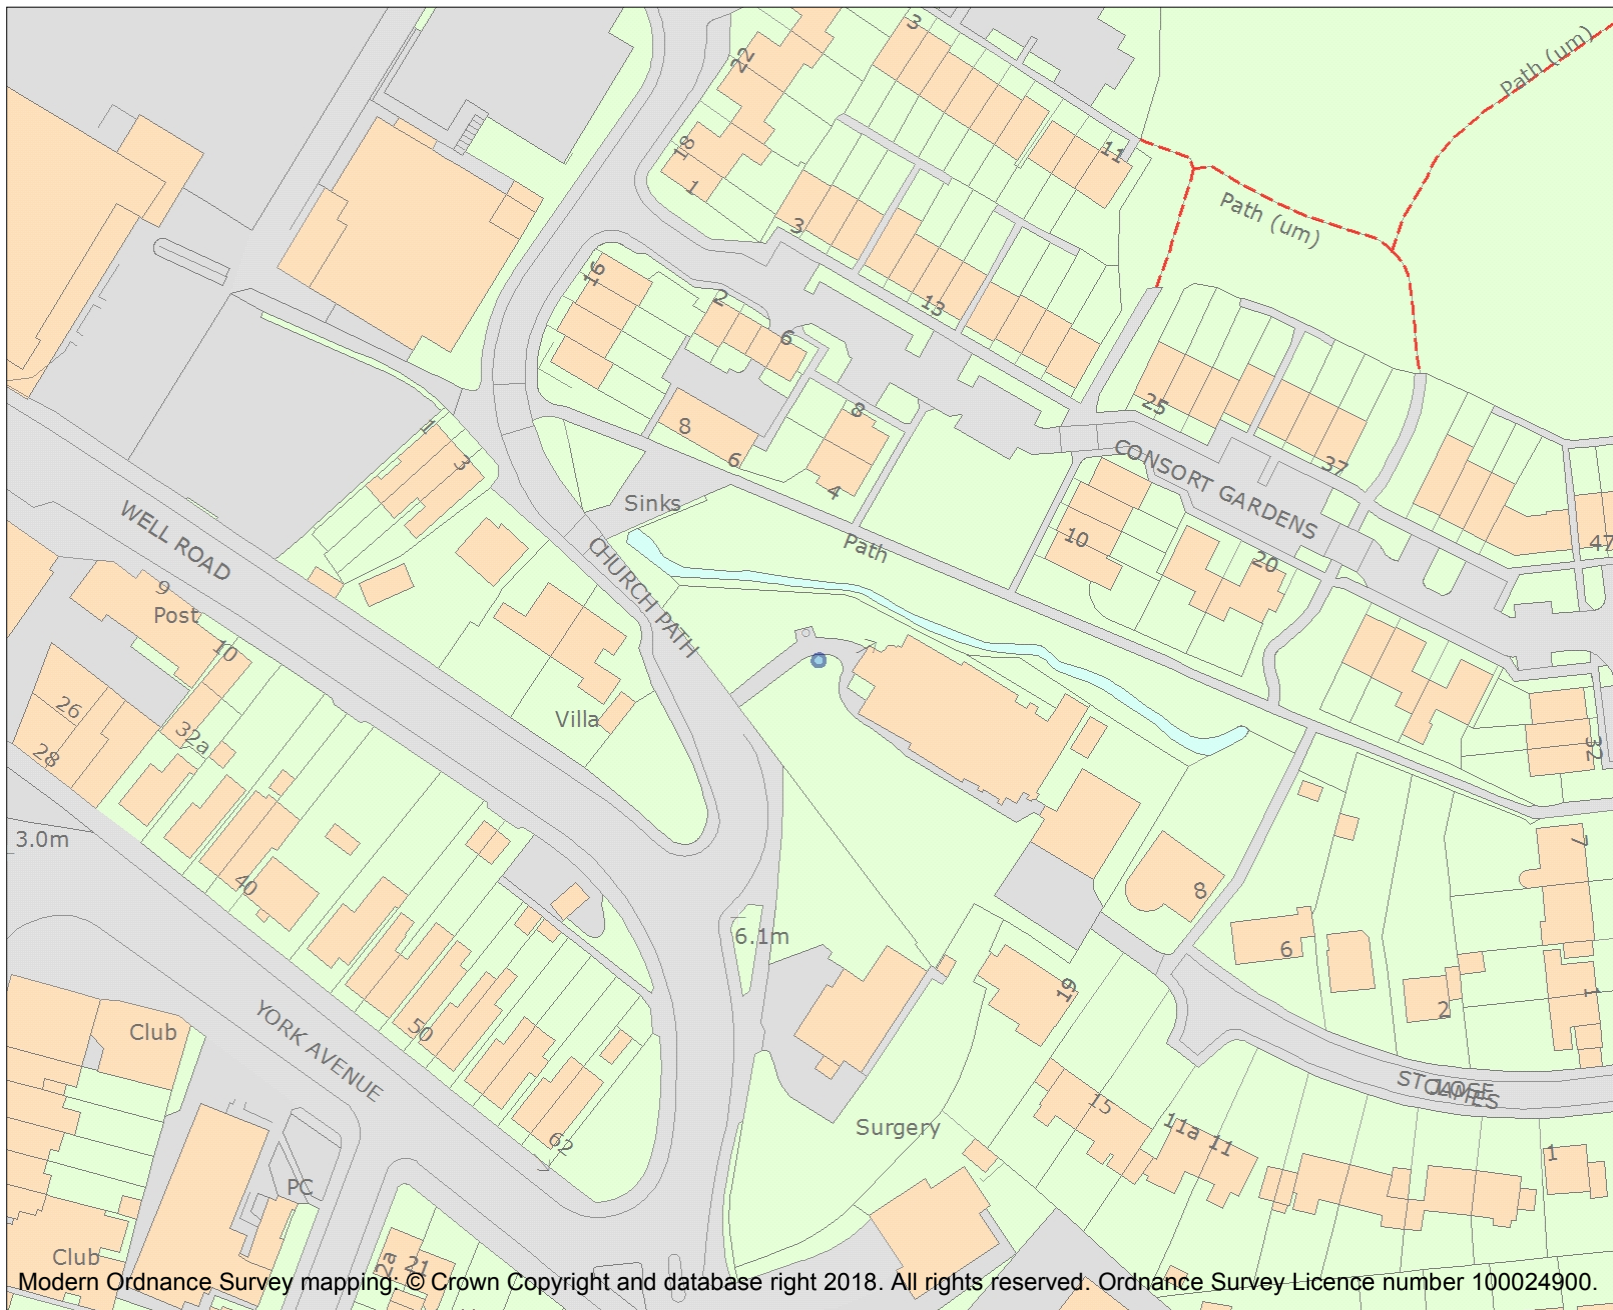 3
22
Path (um)
18
11
1
3
Path (um)
16
2
13
6
25
8
1
8
CONSORT GARDENS
3
6
37
4
Sinks
WELL ROAD
10
47
Path
CHURCH PATH
20
9
Post
10
26
Villa
32a
32
28
3.0m
7
40
8
6.1m
6
19
1
2
50
Club
YORK AVENUE
ST JAMES
CLOSE
15
Surgery
11a 11
62
1
PC
Club
2a
21
Modern Ordnance Survey mapping: © Crown Copyright and database right 2018. All rights reserved. Ordnance Survey Licence number 100024900.